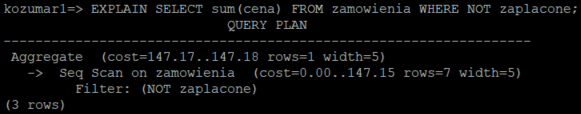 kozumar1=> EXPLAIN SELECT sum(cena) FROM zamowienia WHERE NOT zaplacone;
QUERY PLAN
-------------------------------------------------------------------
Aggregate (cost=147.17..147.18 rows=1 width=5)
-> Seq Scan on zamowienia (cost=0.00..147.15 rows=7 width=5)
Filter: (NOT zaplacone)
(3 rows)